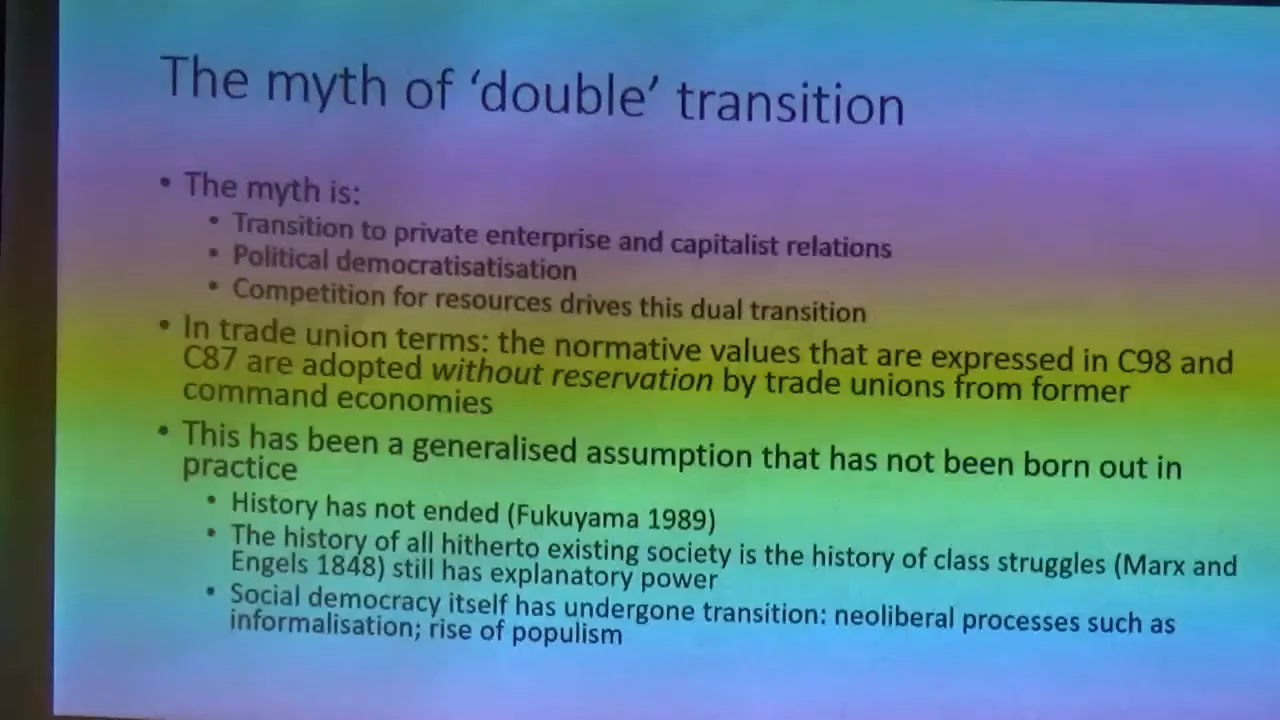 The myth of ‘double’ transition
• The myth is:
• Transition to private enterprise and capitalist relations
• Political democratisatisation
• Competition for resources drives this dual transition
• In trade union terms: the normative values that are expressed in C98 and
C87 are adopted without reservation by trade unions from former
command economies
• This has been a generalised assumption that has not been born out in
practice
• History has not ended (Fukuyama 1989)
• The history of all hitherto existing society is the history of class struggles (Marx and
Engels 1848) still has explanatory power
• Social democracy itself has undergone transition: neoliberal processes such as
informalisation; rise of populism